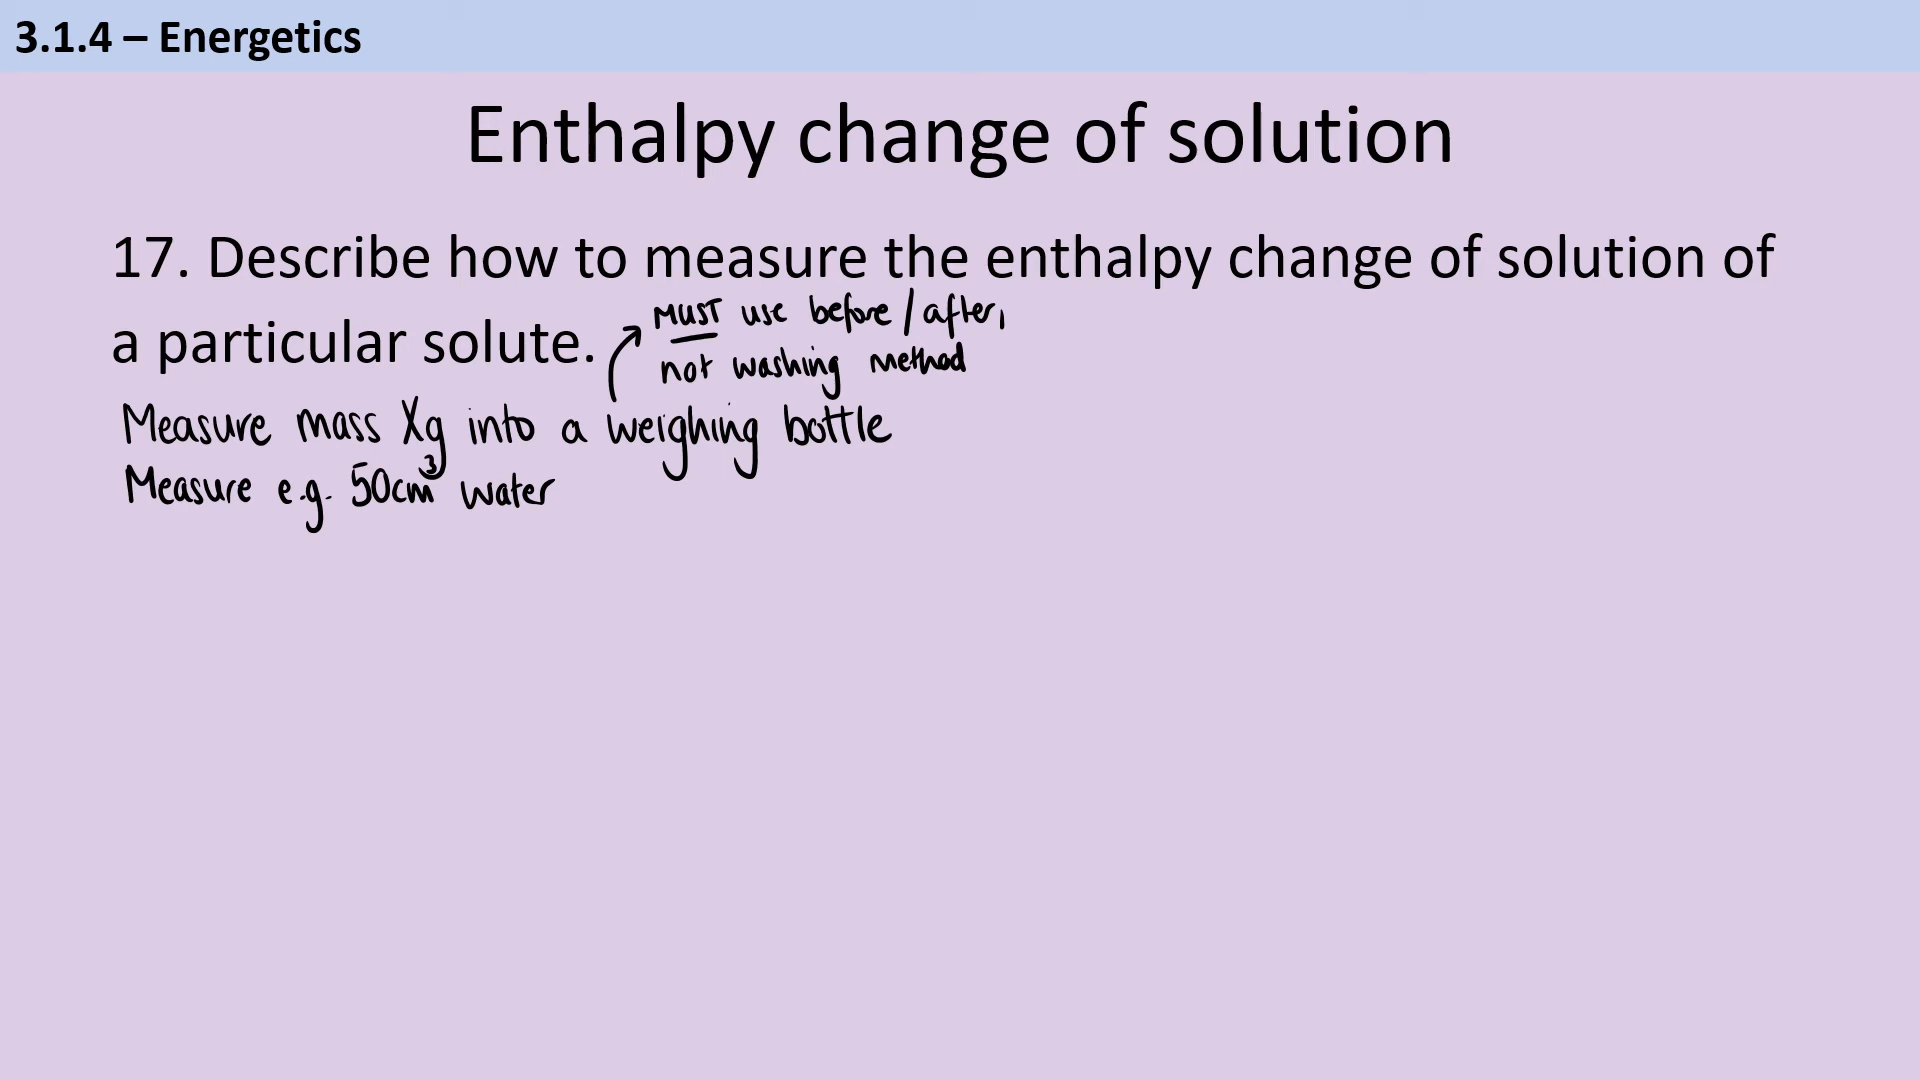 3.1.4 – Energetics
Enthalpy change of solution
17. Describe how to measure the enthalpy change of solution of
a particular solute.
MUST use before / after,
not washing method
Measure mass Xg into a weighing bottle
Measure e.g. 50cm³ water